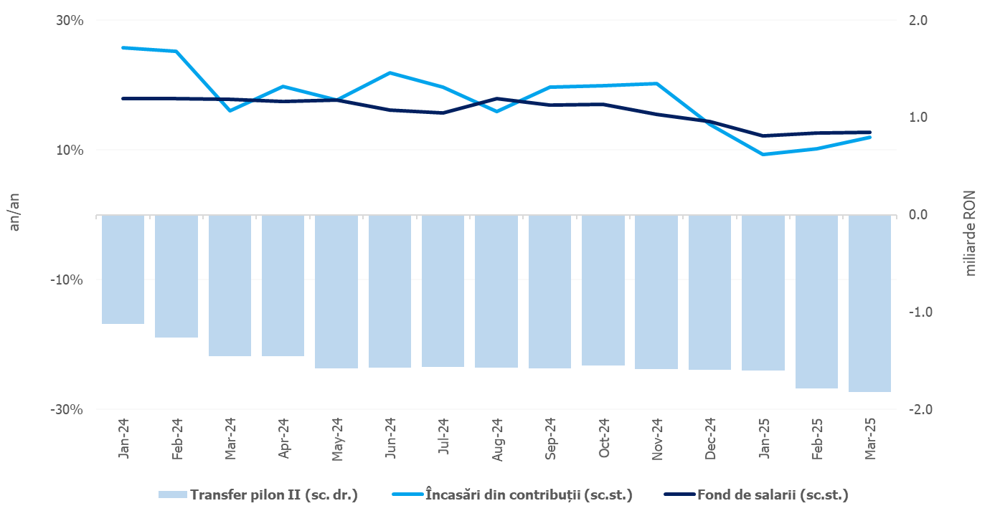 30%
10%
-10%
-30%
an/an
2.0
1.0
0.0
-1.0
-2.0
miliarde RON
Jan-24
Feb-24
Mar-24
Apr-24
May-24
Jun-24
Jul-24
Aug-24
Sep-24
Oct-24
Nov-24
Dec-24
Jan-25
Feb-25
Mar-25
Transfer pilon II (sc. dr.)
Încasări din contribuții (sc.st.)
Fond de salarii (sc.st.)